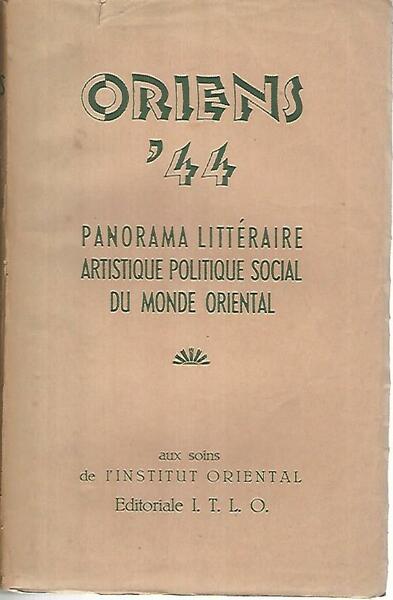 ORIENS
'44
PANORAMA LITTÉRAIRE
ARTISTIQUE POLITIQUE SOCIAL
DU MONDE ORIENTAL
aux soins
de l'INSTITUT ORIENTAL
Editoriale I. T. L. O.